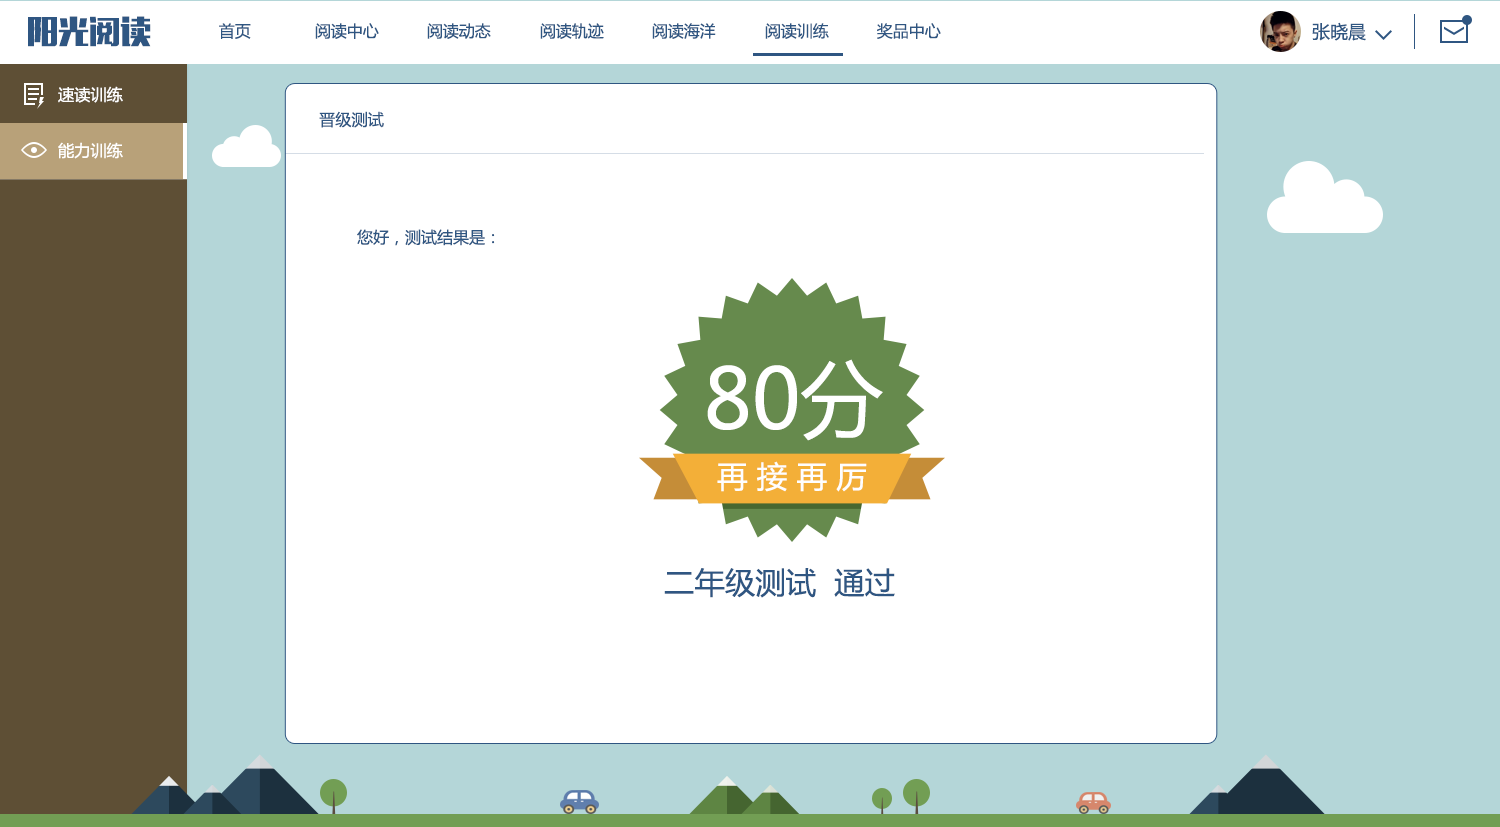 阳光阅读
首页 阅读中心 阅读动态 阅读轨迹 阅读海洋 阅读训练 奖品中心
张晓晨
速读训练
能力训练
晋级测试
您好，测试结果是：
80分
再接再厉
二年级测试 通过